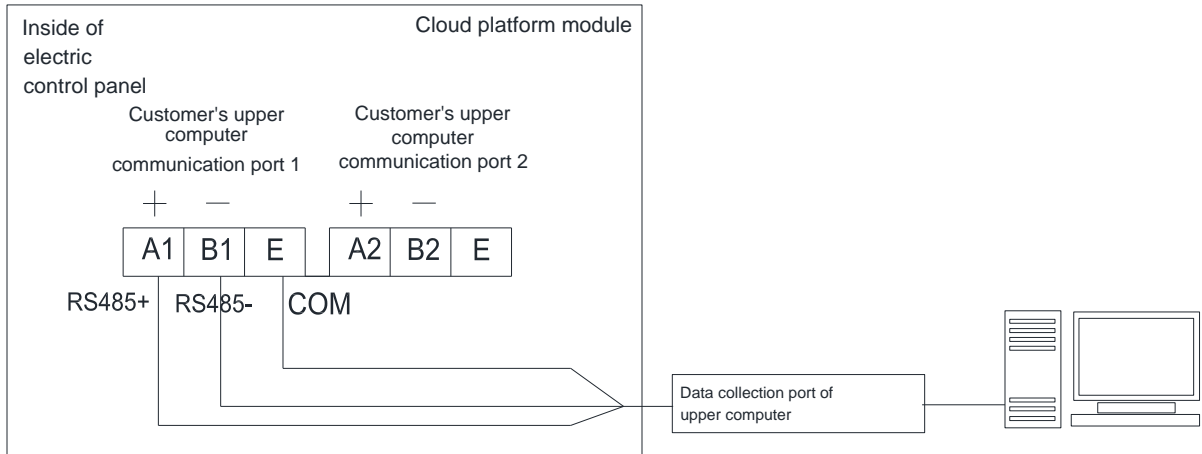 Inside of
electric
control panel
Cloud platform module
Customer's upper
computer
communication port 1
Customer's upper
computer
communication port 2
+ —
+ —
A1 B1 E
A2 B2 E
RS485+ RS485- COM
Data collection port of
upper computer